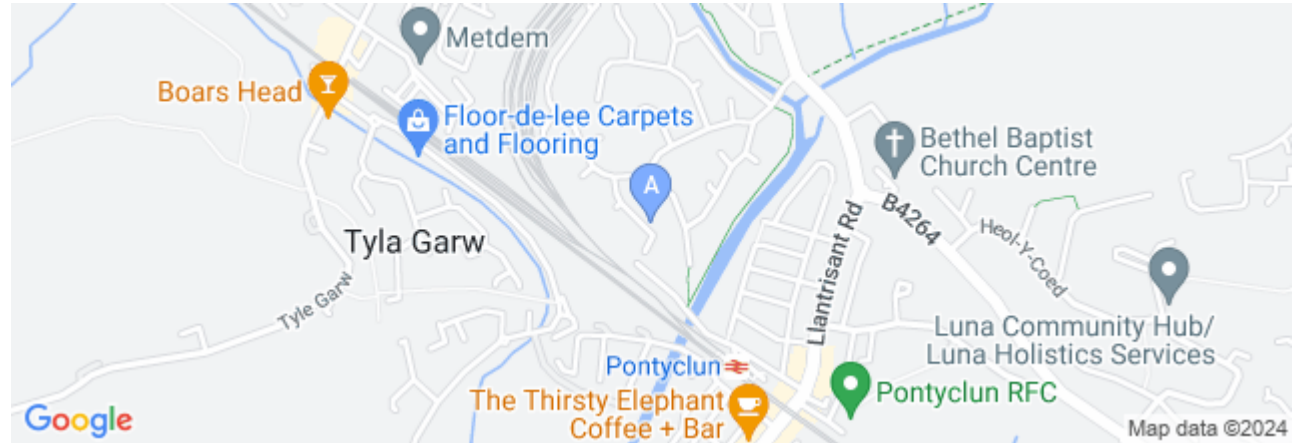 Metdem
Boars Head
Floor-de-lee Carpets
and Flooring
A
Bethel Baptist
Church Centre
B4264
Llantrisant Rd
Heol-Y-Coed
Tyla Garw
Tyle Garw
Luna Community Hub/
Luna Holistics Services
Pontyclun
Pontyclun RFC
The Thirsty Elephant
Coffee + Bar
Google
Map data ©2024